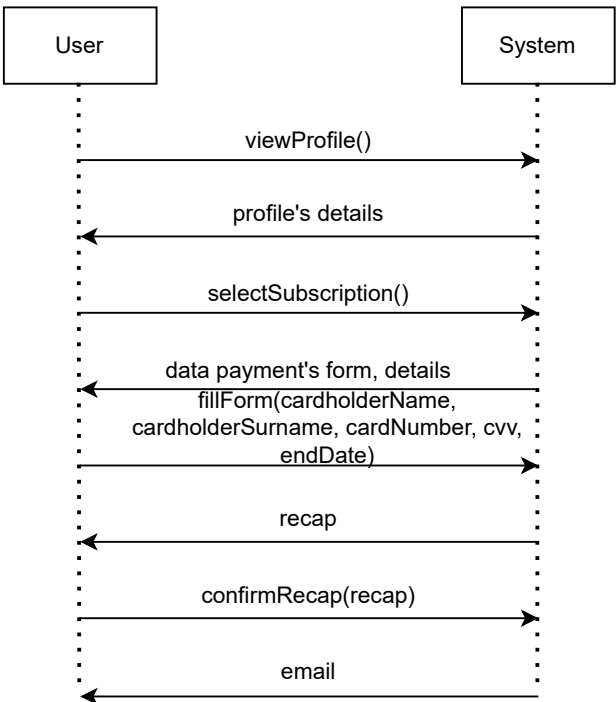 User
System
viewProfile()
profile's details
selectSubscription()
data payment's form, details
fillForm(cardholderName,
cardholderSurname, cardNumber, cvv,
endDate)
recap
confirmRecap(recap)
email